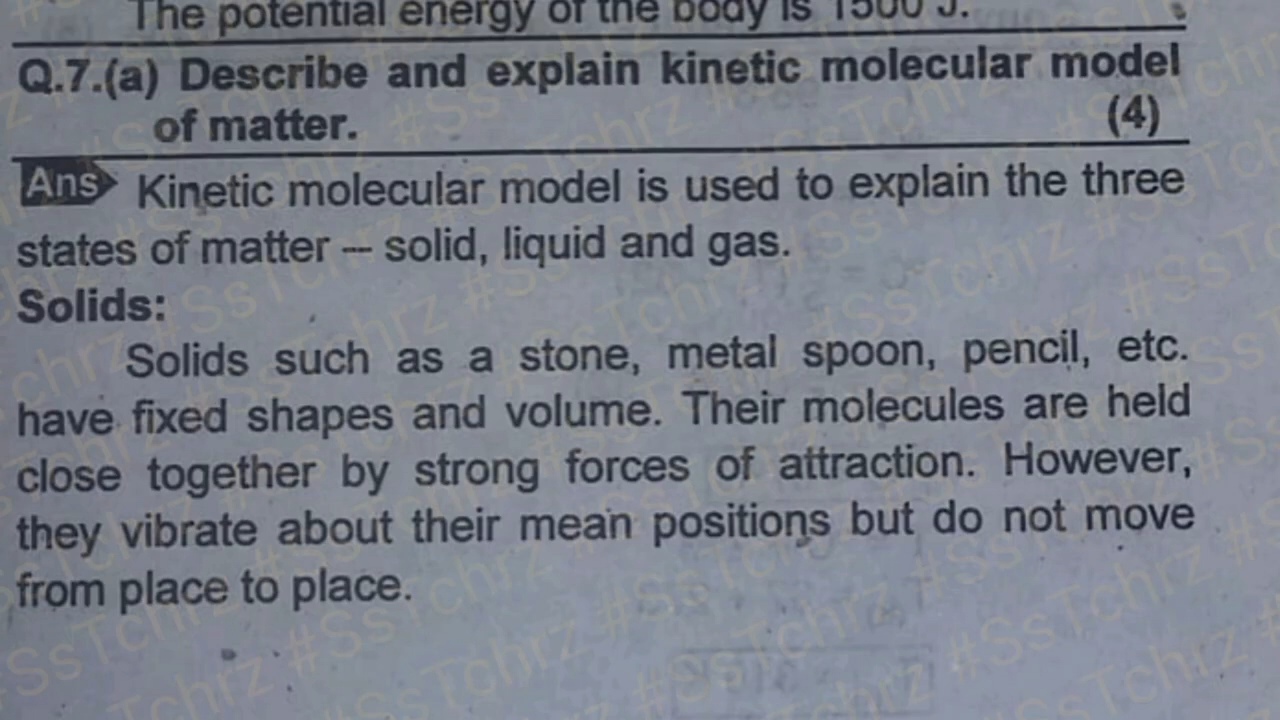 The potential energy of the body is 1500 J.
Q.7.(a) Describe and explain kinetic molecular model
of matter. (4)
Ans Kinetic molecular model is used to explain the three
states of matter -- solid, liquid and gas.
Solids:
Solids such as a stone, metal spoon, pencil, etc.
have fixed shapes and volume. Their molecules are held
close together by strong forces of attraction. However,
they vibrate about their mean positions but do not move
from place to place.
#SsTchrz